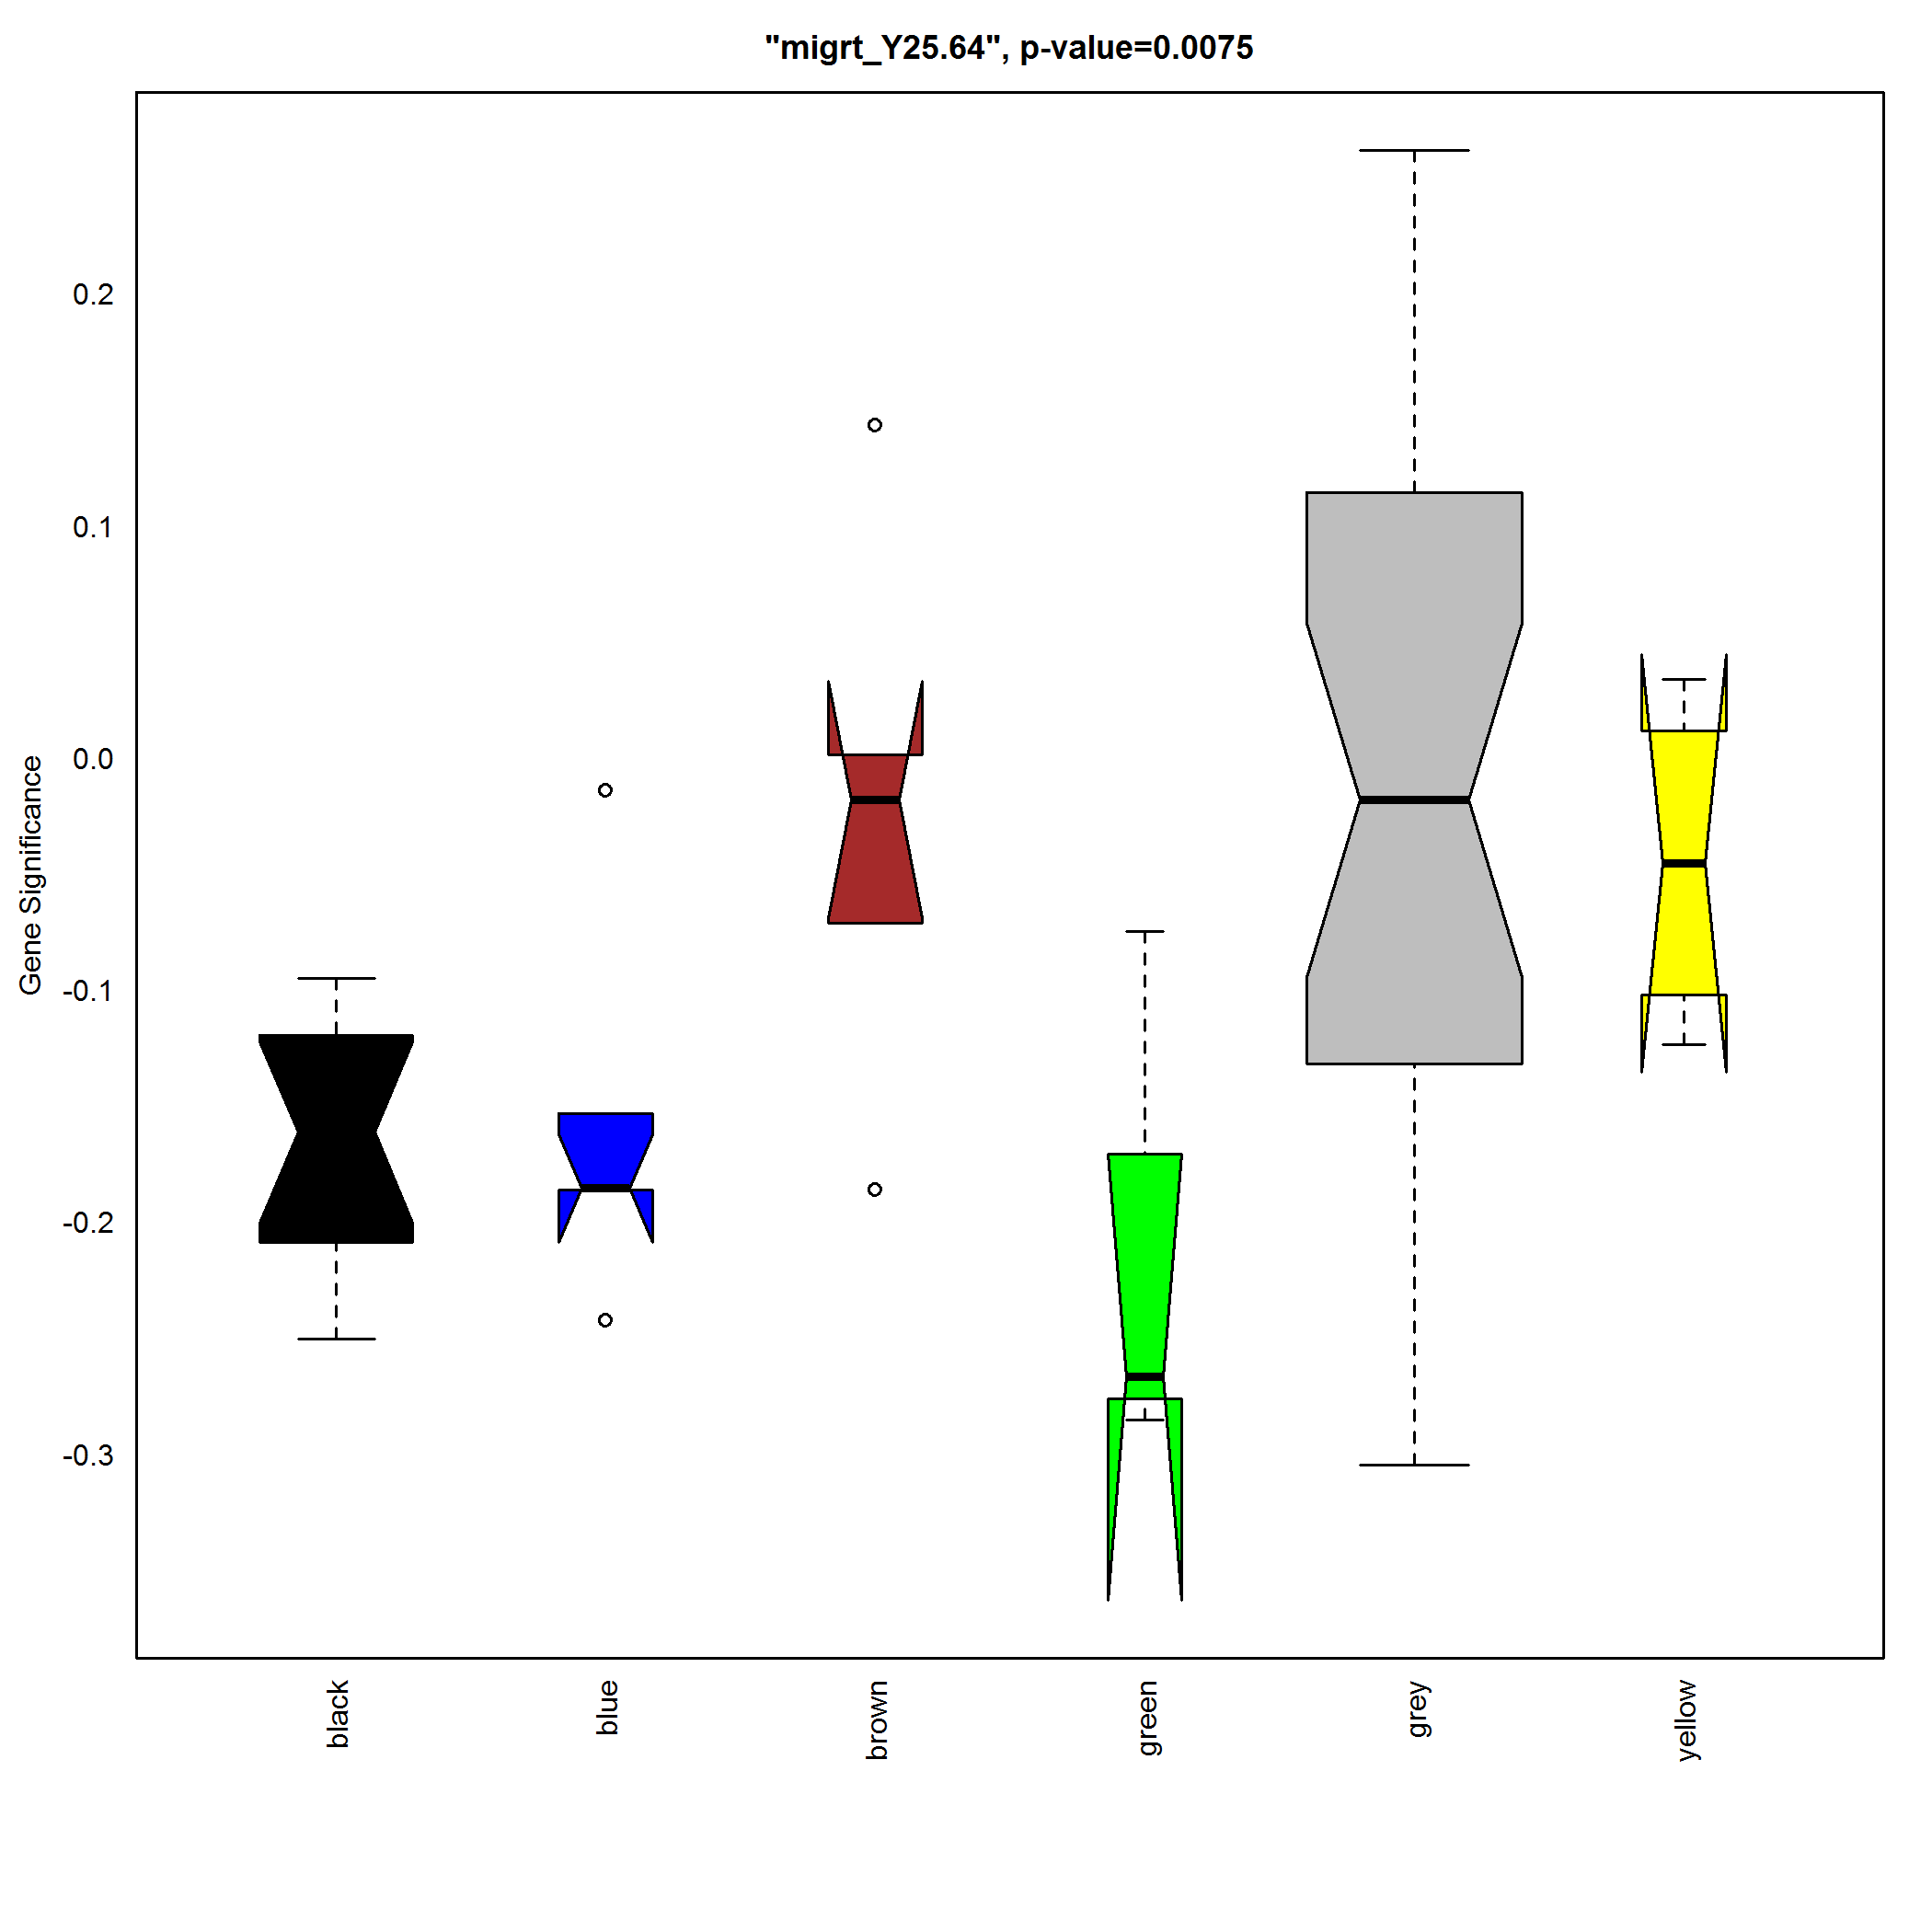 "migrt_Y25.64", p-value=0.0075
Gene Significance
0.2
0.1
0.0
-0.1
-0.2
-0.3
black
blue
brown
green
grey
yellow